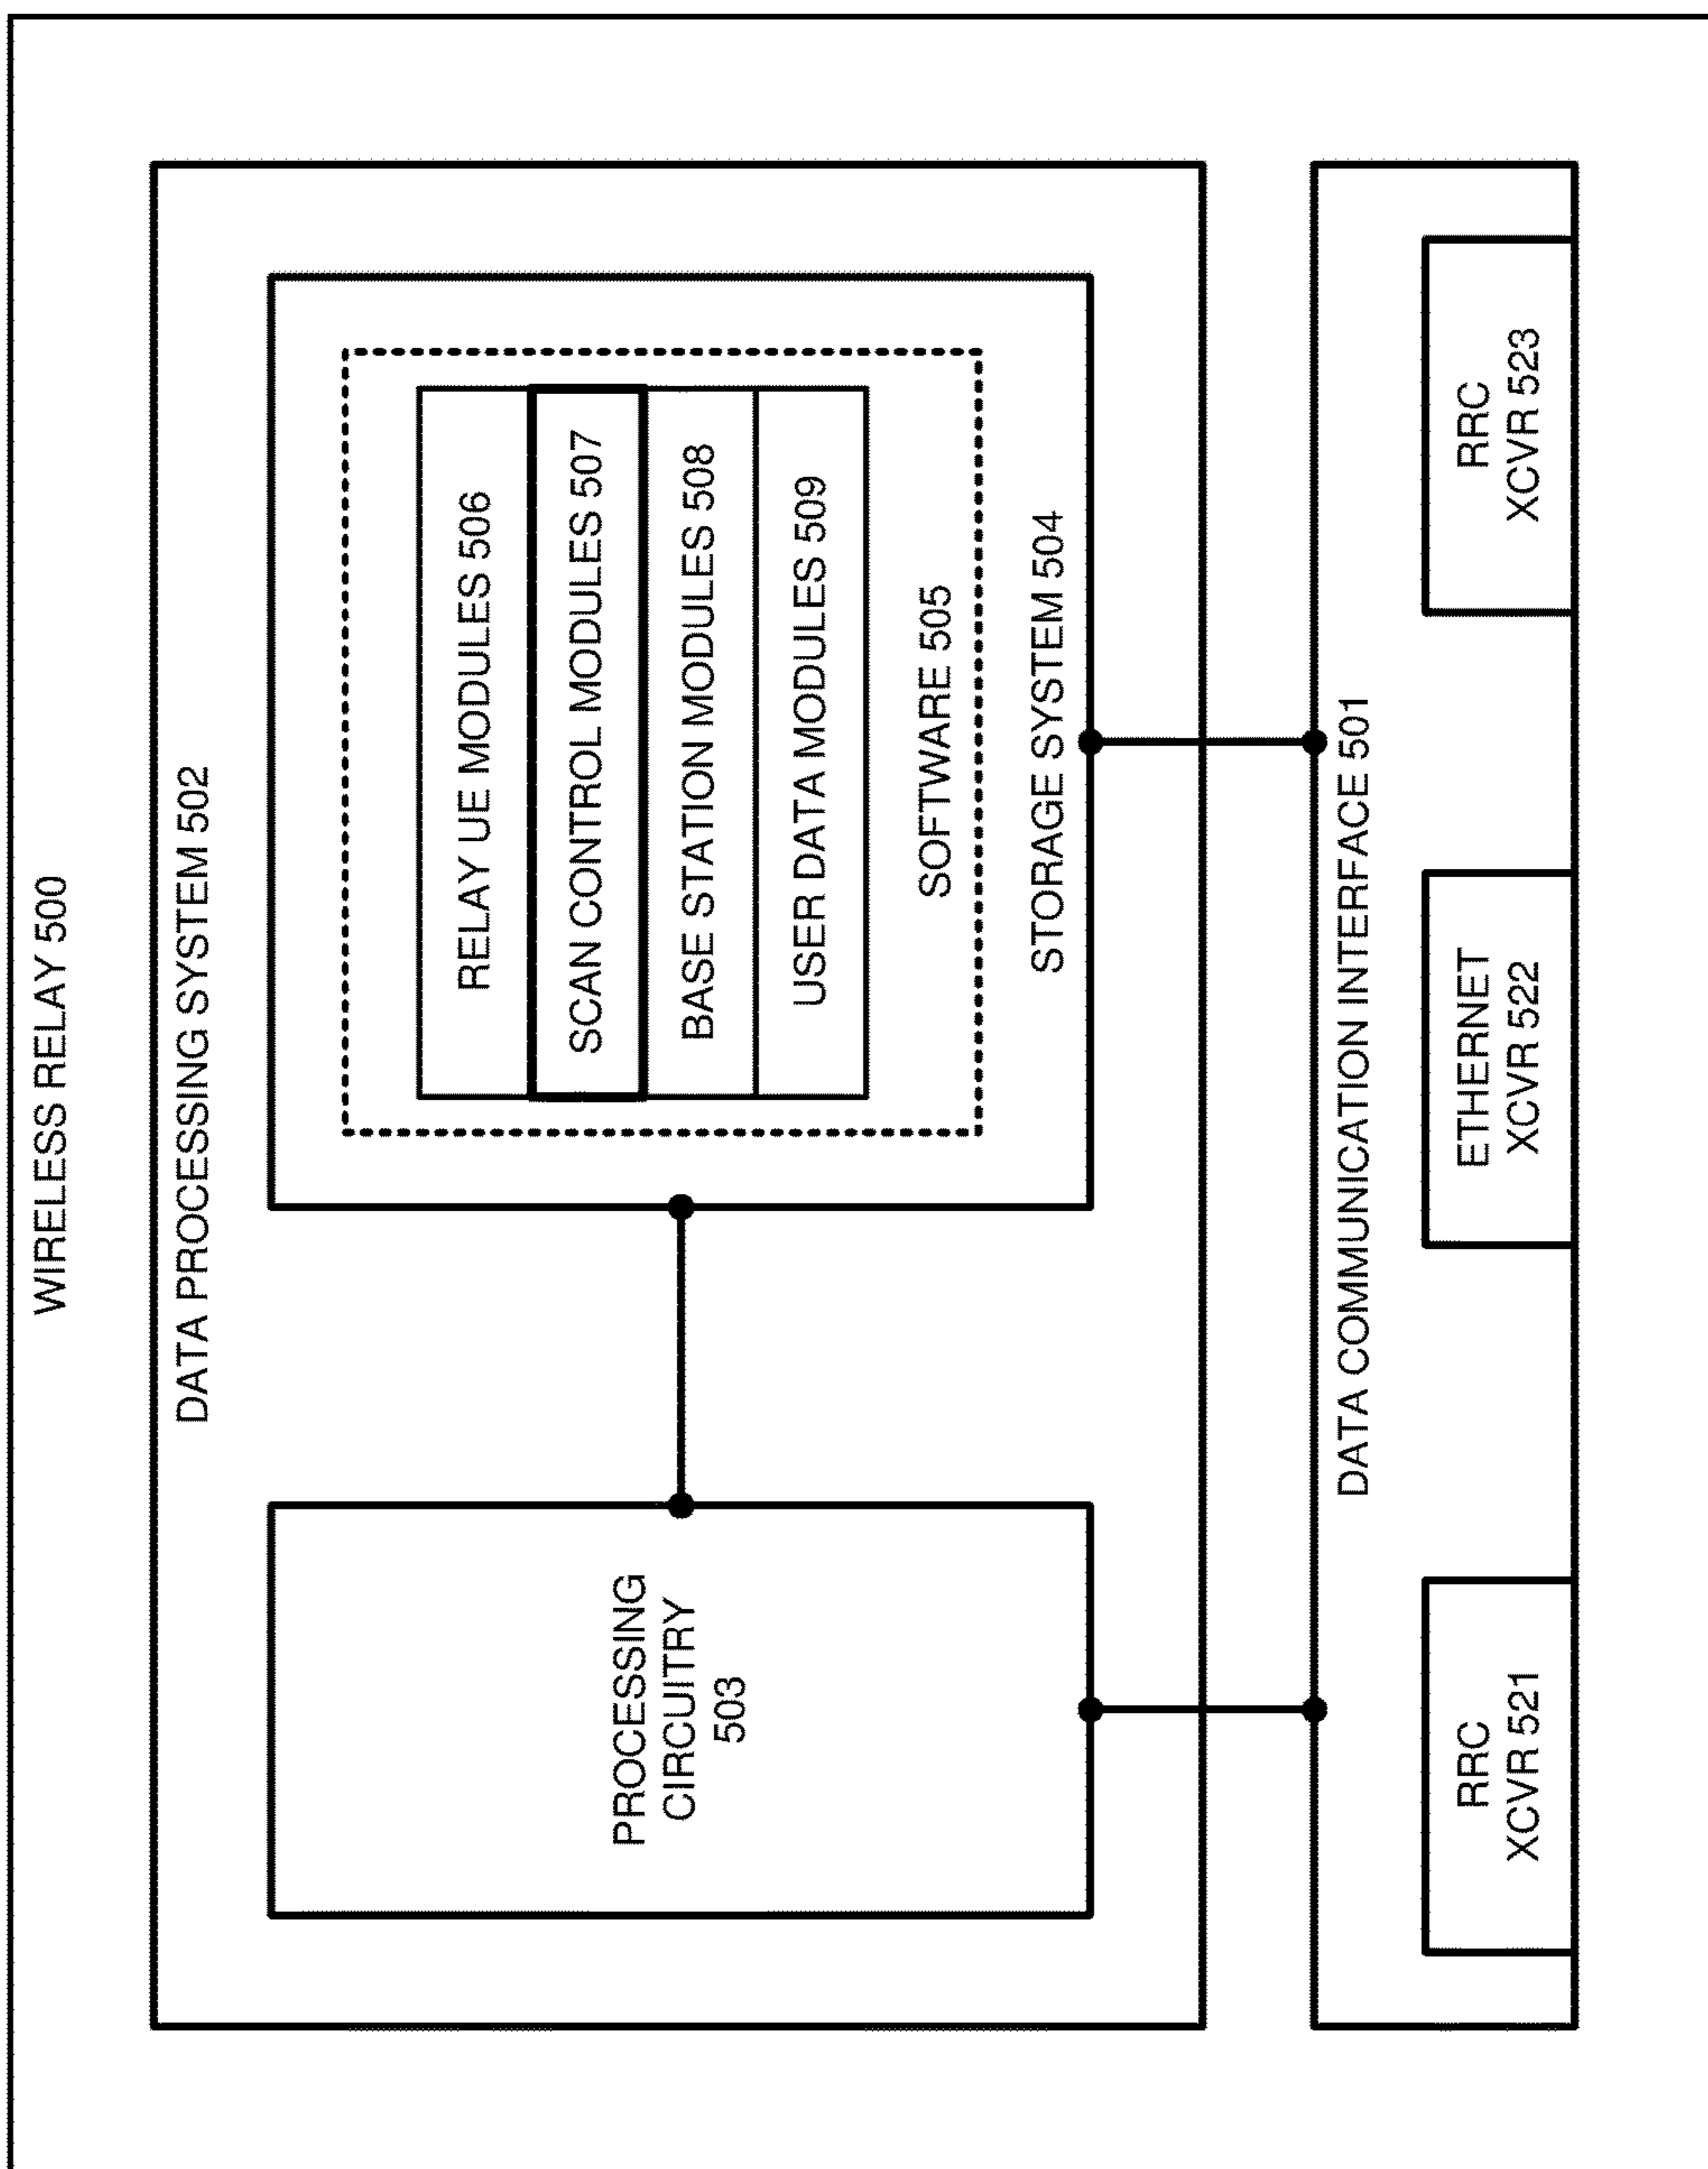 WIRELESS RELAY 500
DATA PROCESSING SYSTEM 502
PROCESSING
CIRCUITRY
503
RELAY UE MODULES 506
SCAN CONTROL MODULES 507
BASE STATION MODULES 508
USER DATA MODULES 509
SOFTWARE 505
STORAGE SYSTEM 504
DATA COMMUNICATION INTERFACE 501
RRC
XCVR 521
ETHERNET
XCVR 522
RRC
XCVR 523